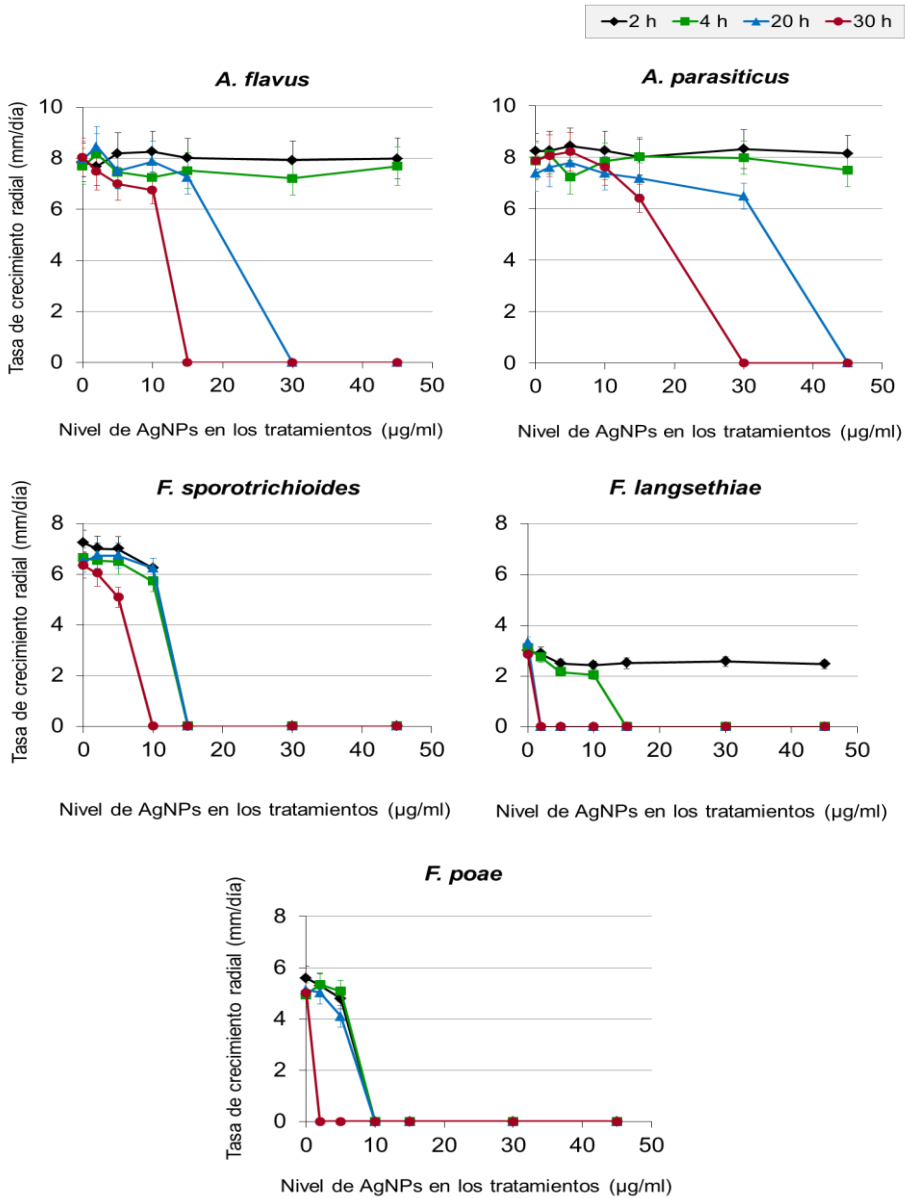 2 h 4 h 20 h 30 h
A. flavus
Tasa de crecimiento radial (mm/día)
10
8
6
4
2
0
0 10 20 30 40 50
Nivel de AgNPs en los tratamientos (µg/ml)
A. parasiticus
10
8
6
4
2
0
0 10 20 30 40 50
Nivel de AgNPs en los tratamientos (µg/ml)
F. sporotrichioides
Tasa de crecimiento radial (mm/día)
8
6
4
2
0
0 10 20 30 40 50
Nivel de AgNPs en los tratamientos (µg/ml)
F. langsethiae
8
6
4
2
0
0 10 20 30 40 50
Nivel de AgNPs en los tratamientos (µg/ml)
F. poae
Tasa de crecimiento radial (mm/día)
8
6
4
2
0
0 10 20 30 40 50
Nivel de AgNPs en los tratamientos (µg/ml)